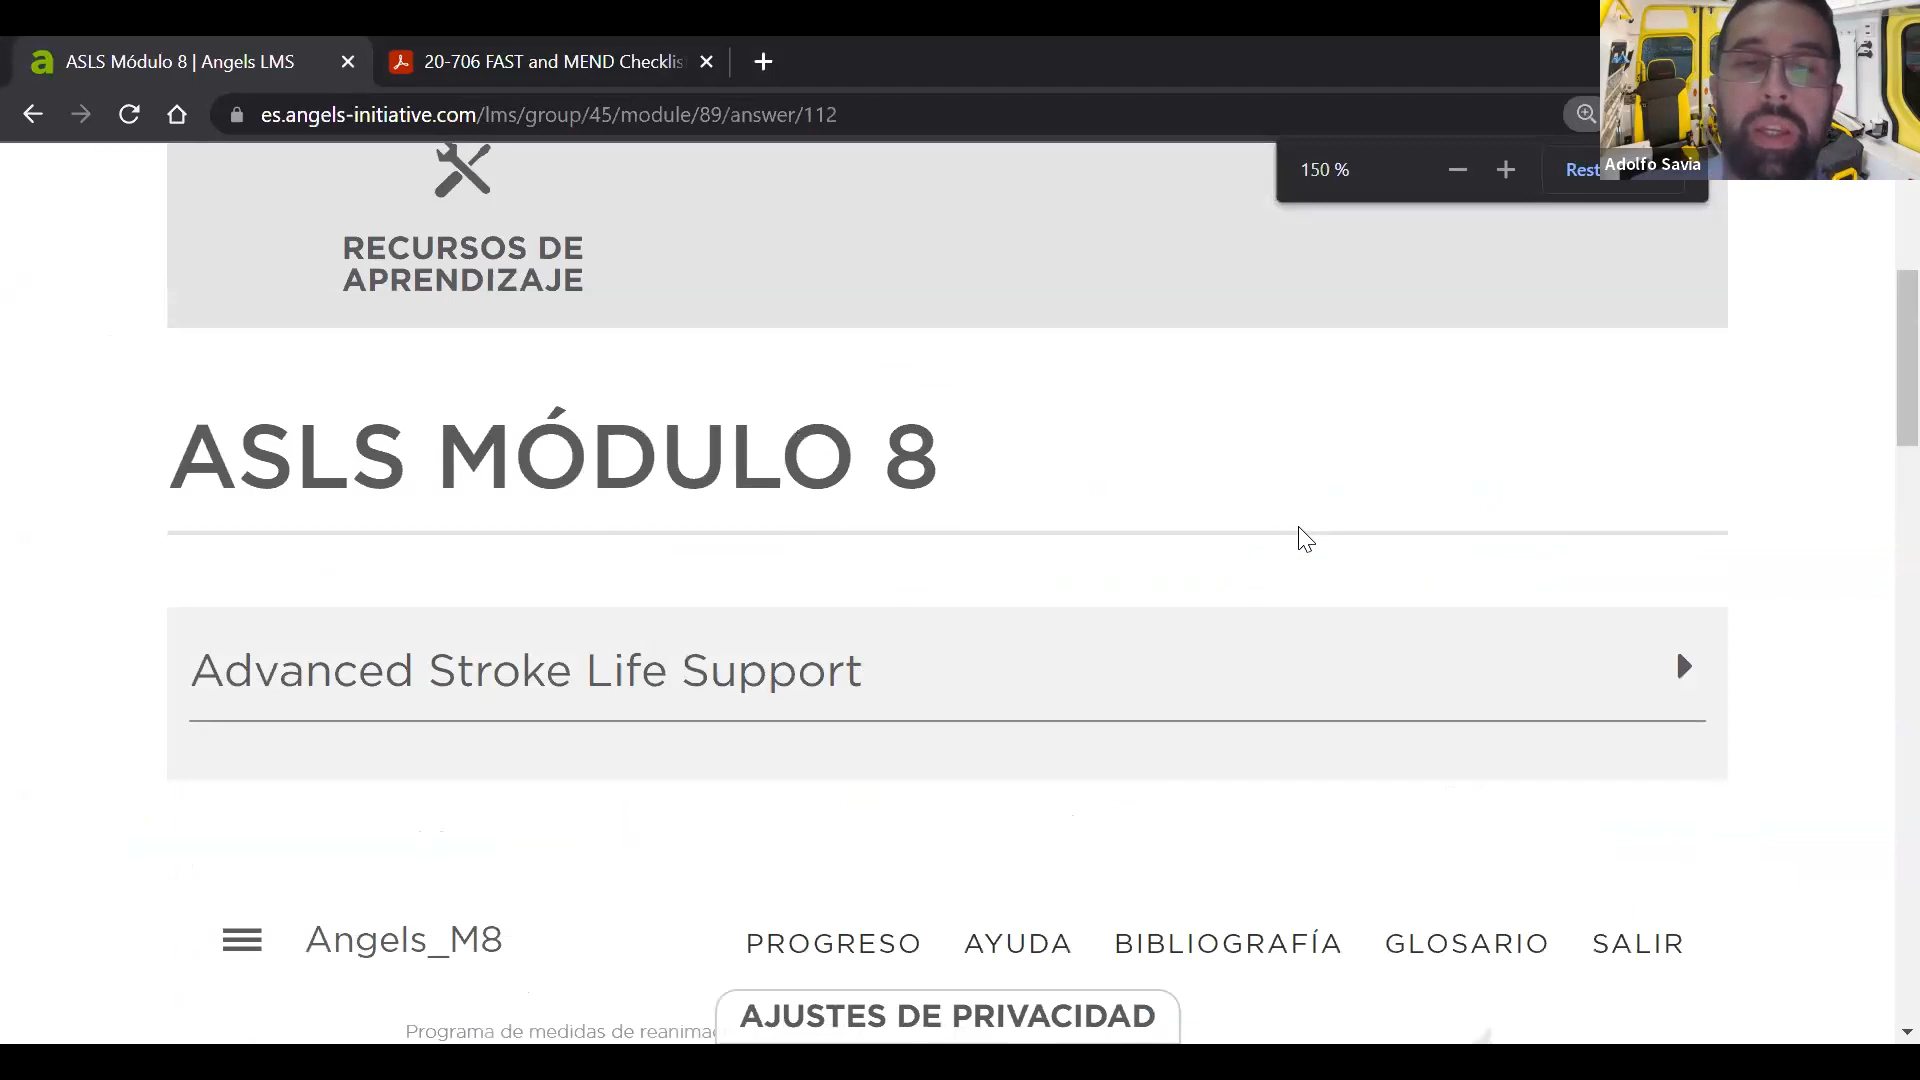 ASLS Módulo 8 | Angels LMS
20-706 FAST and MEND Checklis
es.angels-initiative.com/lms/group/45/module/89/answer/112
150 %
Rest
Adolfo Savia
RECURSOS DE
APRENDIZAJE
ASLS MÓDULO 8
Advanced Stroke Life Support
Angels_M8
PROGRESO
AYUDA
BIBLIOGRAFÍA
GLOSARIO
SALIR
Programa de medidas de reanimac
AJUSTES DE PRIVACIDAD